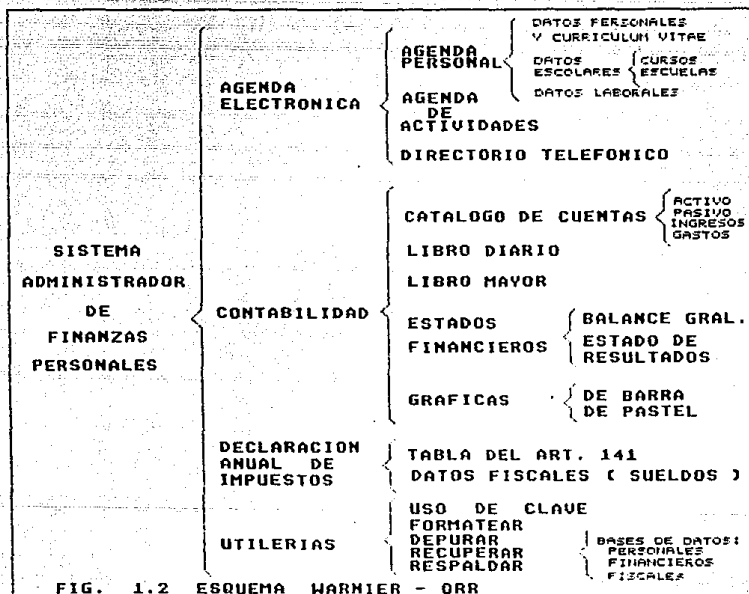 SISTEMA
ADMINISTRADOR
DE
FINANZAS
PERSONALES
AGENDA
ELECTRONICA
AGENDA
PERSONAL
DATOS PERSONALES
Y CURRICULUM VITAE
DATOS
ESCOLARES
CURSOS
ESCUELAS
DATOS LABORALES
AGENDA
DE
ACTIVIDADES
DIRECTORIO TELEFONICO
CONTABILIDAD
CATALOGO DE CUENTAS
ACTIVO
PASIVO
INGRESOS
GASTOS
LIBRO DIARIO
LIBRO MAYOR
ESTADOS
FINANCIEROS
BALANCE GRAL.
ESTADO DE
RESULTADOS
GRAFICAS
DE BARRA
DE PASTEL
DECLARACION
ANUAL DE
IMPUESTOS
TABLA DEL ART. 141
DATOS FISCALES ( SUELDOS )
UTILERIAS
USO DE CLAVE
FORMATEAR
DEPURAR
RECUPERAR
RESPALDAR
BASES DE DATOS:
PERSONALES
FINANCIEROS
FISCALES
FIG. 1.2 ESQUEMA WARNIER - ORR